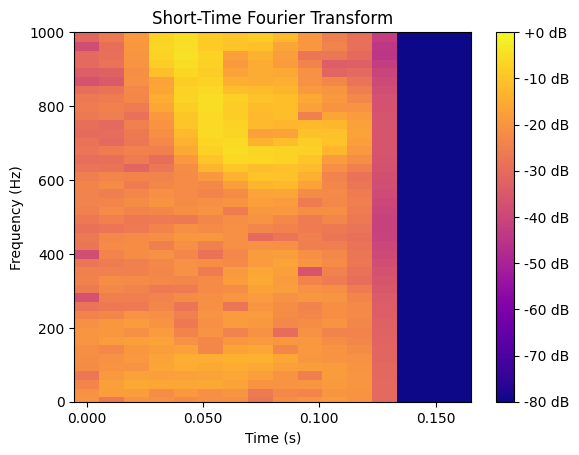 Short-Time Fourier Transform
1000
800
600
400
200
0
Frequency (Hz)
0.000
0.050
0.100
0.150
Time (s)
+0 dB
-10 dB
-20 dB
-30 dB
-40 dB
-50 dB
-60 dB
-70 dB
-80 dB